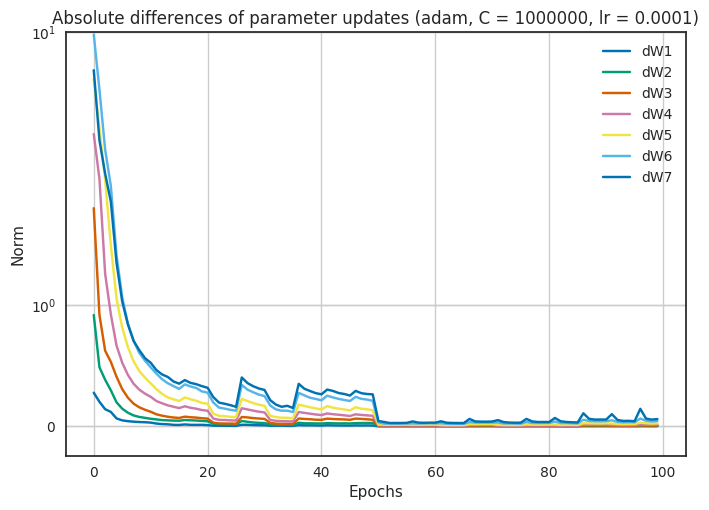 Absolute differences of parameter updates (adam, C = 1000000, lr = 0.0001)
10¹
10⁰
0
Norm
dW1
dW2
dW3
dW4
dW5
dW6
dW7
0 20 40 60 80 100
Epochs